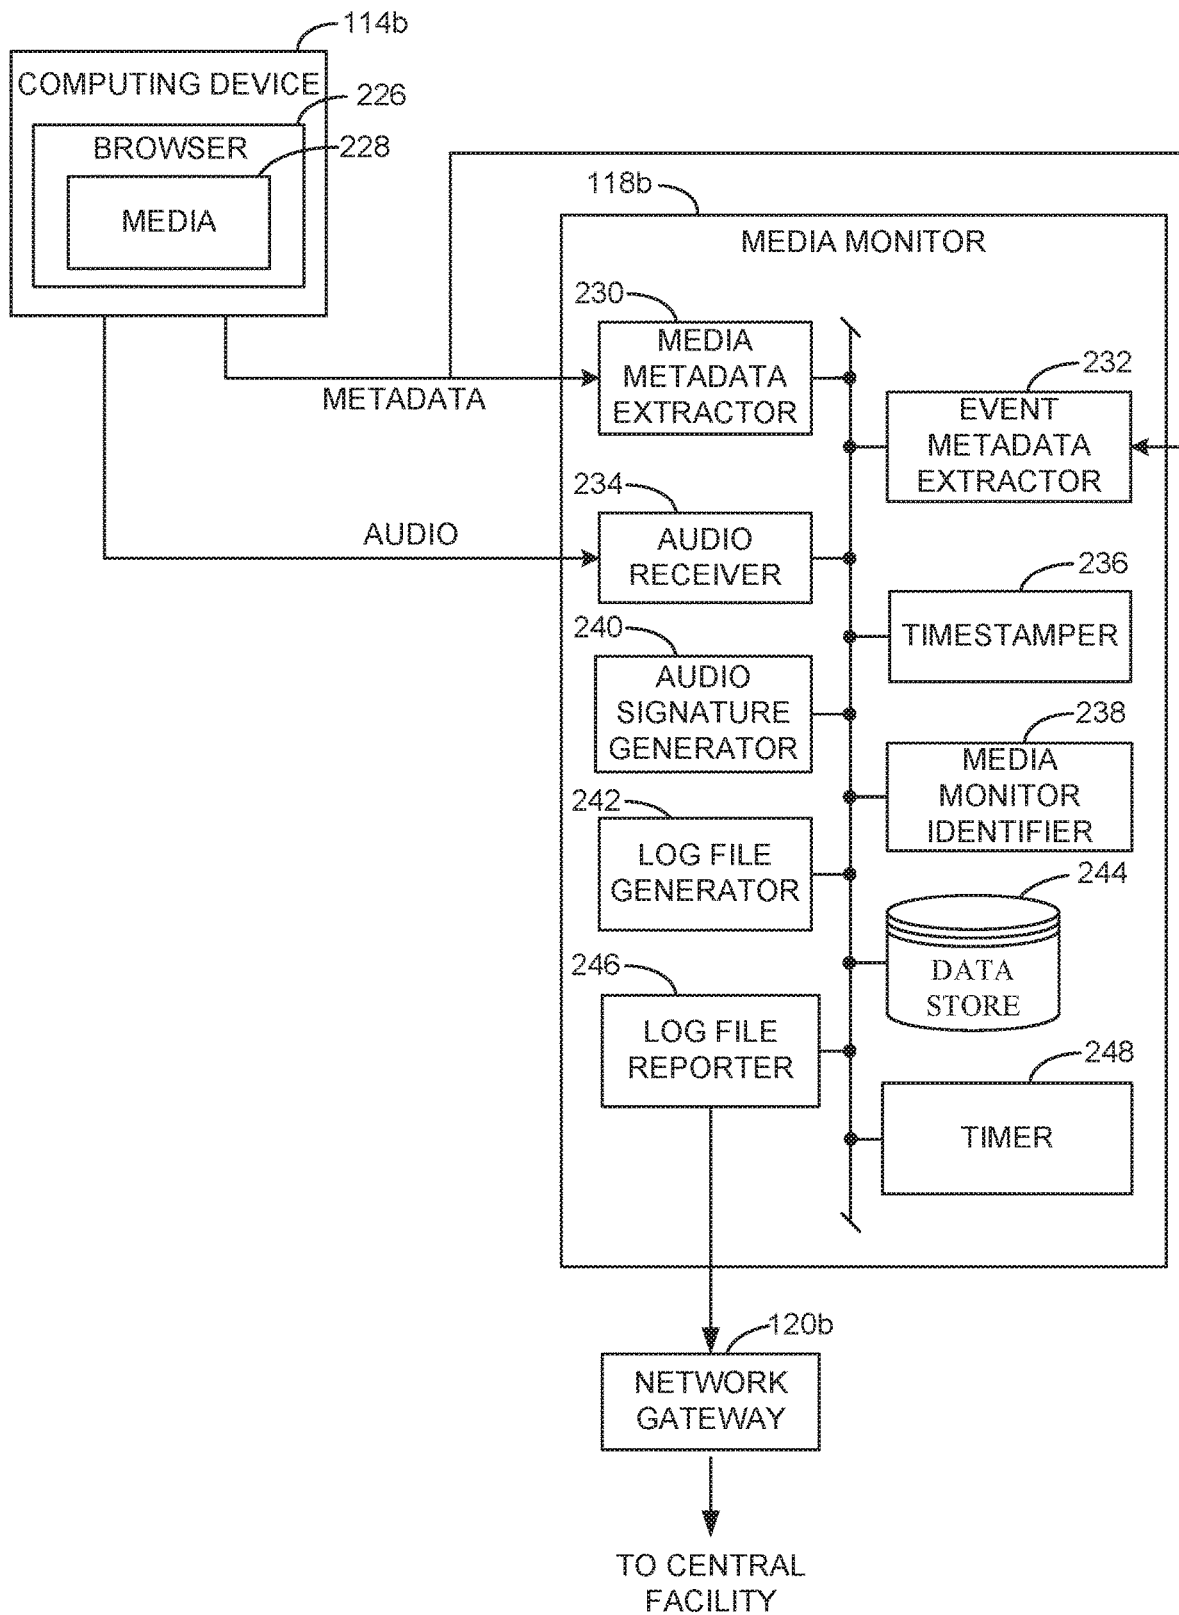 114b
COMPUTING DEVICE
226
BROWSER
228
MEDIA
118b
MEDIA MONITOR
230
MEDIA
METADATA
EXTRACTOR
METADATA
232
EVENT
METADATA
EXTRACTOR
234
AUDIO
RECEIVER
AUDIO
236
TIMESTAMPER
240
AUDIO
SIGNATURE
GENERATOR
238
MEDIA
MONITOR
IDENTIFIER
242
LOG FILE
GENERATOR
244
DATA
STORE
246
LOG FILE
REPORTER
248
TIMER
120b
NETWORK
GATEWAY
TO CENTRAL
FACILITY